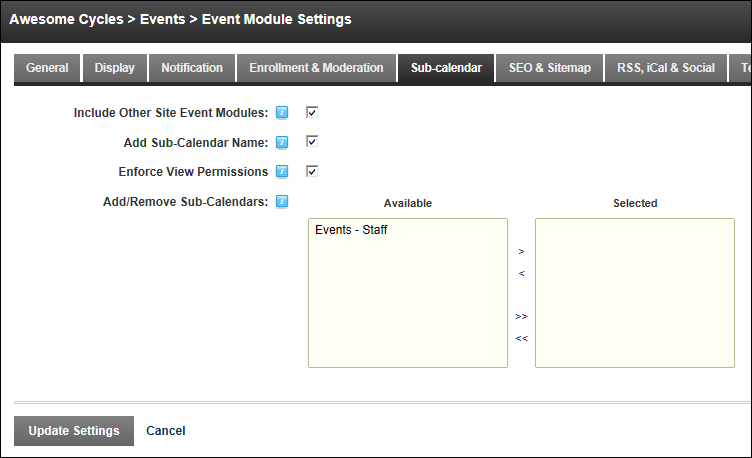 Awesome Cycles > Events > Event Module Settings
General Display Notification Enrollment & Moderation Sub-calendar SEO & Sitemap RSS, iCal & Social
Include Other Site Event Modules:
Add Sub-Calendar Name:
Enforce View Permissions
Add/Remove Sub-Calendars:
Available Selected
Events - Staff
>
<
>>
<<
Update Settings Cancel